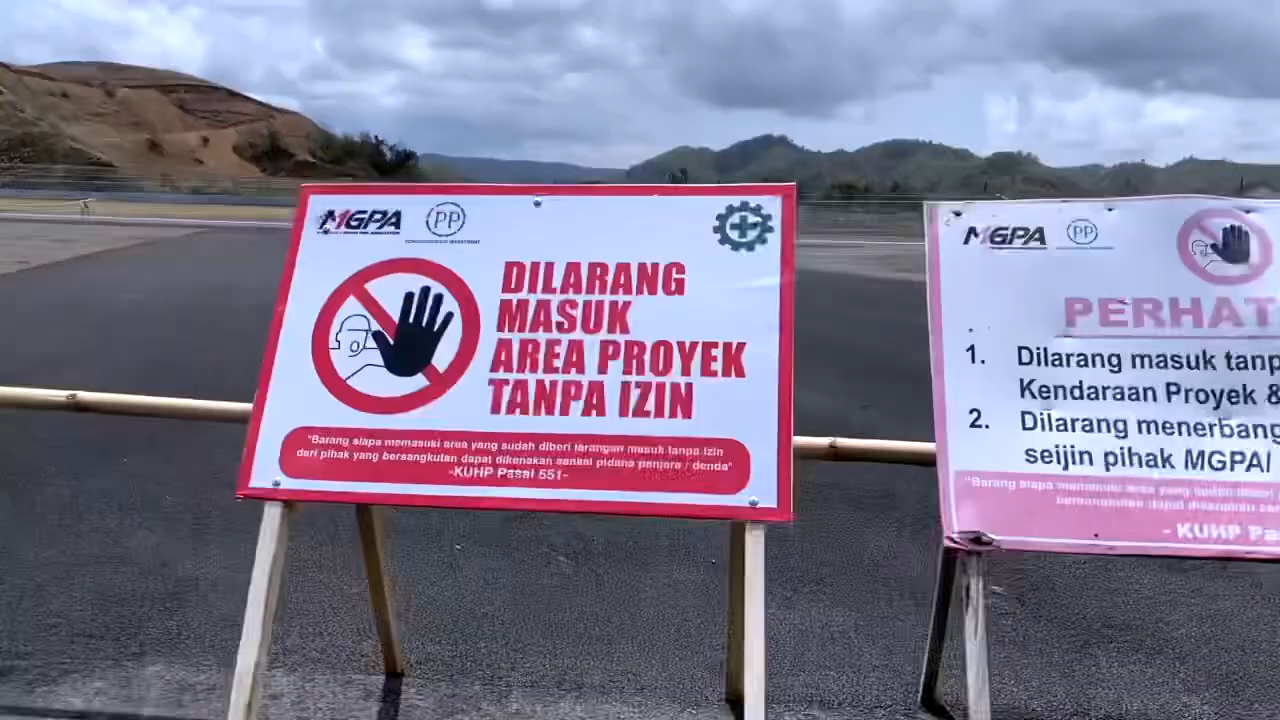 MGPA
PP
DILARANG
MASUK
AREA PROYEK
TANPA IZIN
"Barang siapa memasuki area yang sudah diberi larangan masuk tanpa izin
dari pihak yang bersangkutan dapat dikenakan sanksi pidana penjara / denda"
-KUHP Pasal 551-
MGPA
PP
PERHAT
1. Dilarang masuk tanp
Kendaraan Proyek &
2. Dilarang menerbang
seijin pihak MGPA
"Barang siapa memasuki area yang sudah diberi
- KUHP Pa